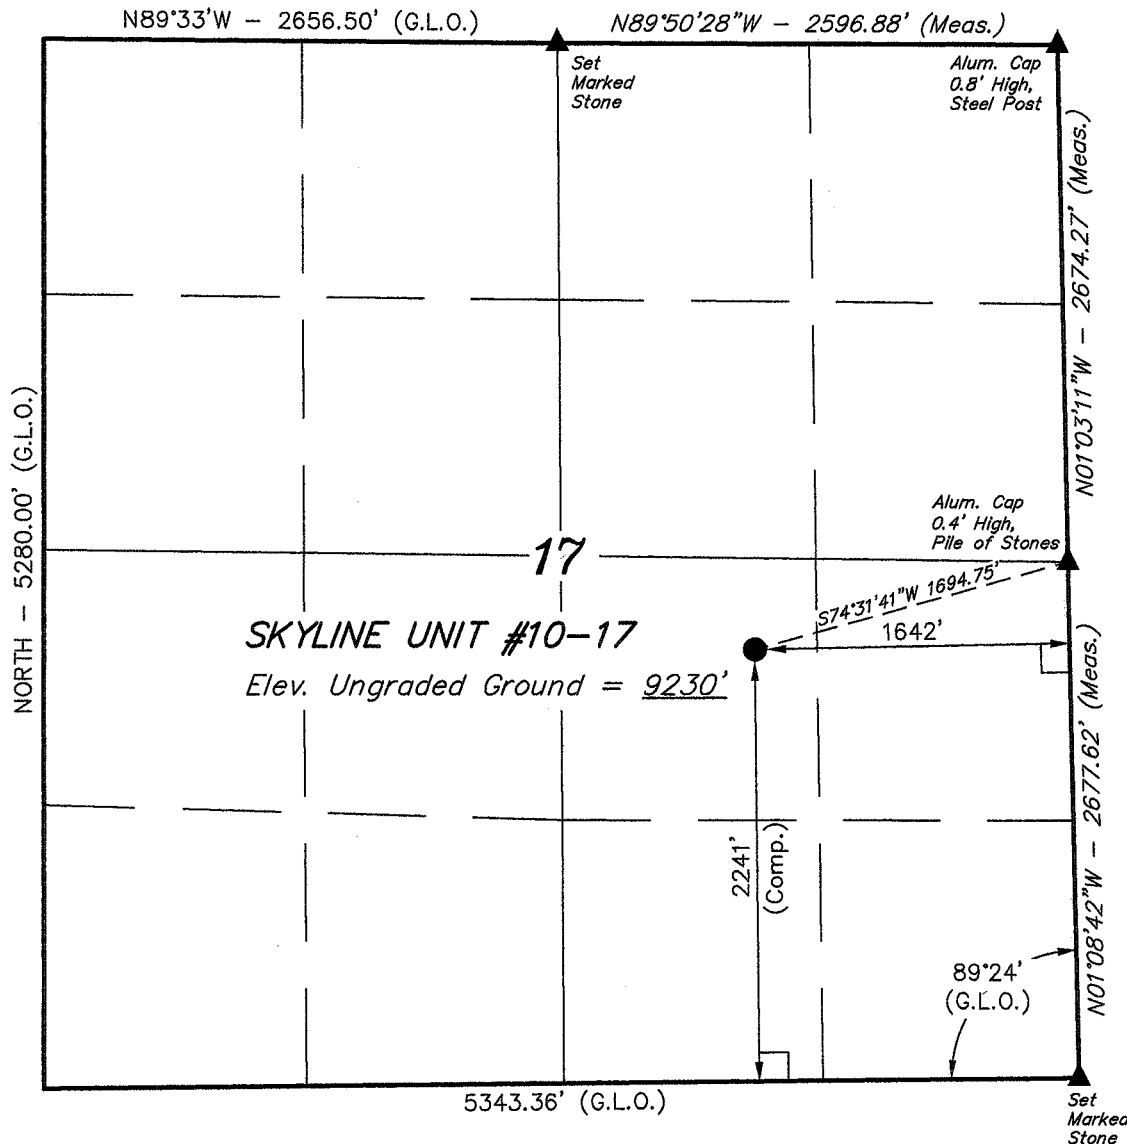 N89°33'W - 2656.50' (G.L.O.)
N89°50'28"W - 2596.88' (Meas.)
Set
Marked
Stone
Alum. Cap
0.8' High,
Steel Post
N01°03'11"W - 2674.27' (Meas.)
NORTH - 5280.00' (G.L.O.)
Alum. Cap
0.4' High,
Pile of Stones
17
S74°31'41"W 1694.75'
1642'
SKYLINE UNIT #10-17
Elev. Ungraded Ground = 9230'
2241'
(Comp.)
N01°08'42"W - 2677.62' (Meas.)
89°24'
(G.L.O.)
5343.36' (G.L.O.)
Set
Marked
Stone